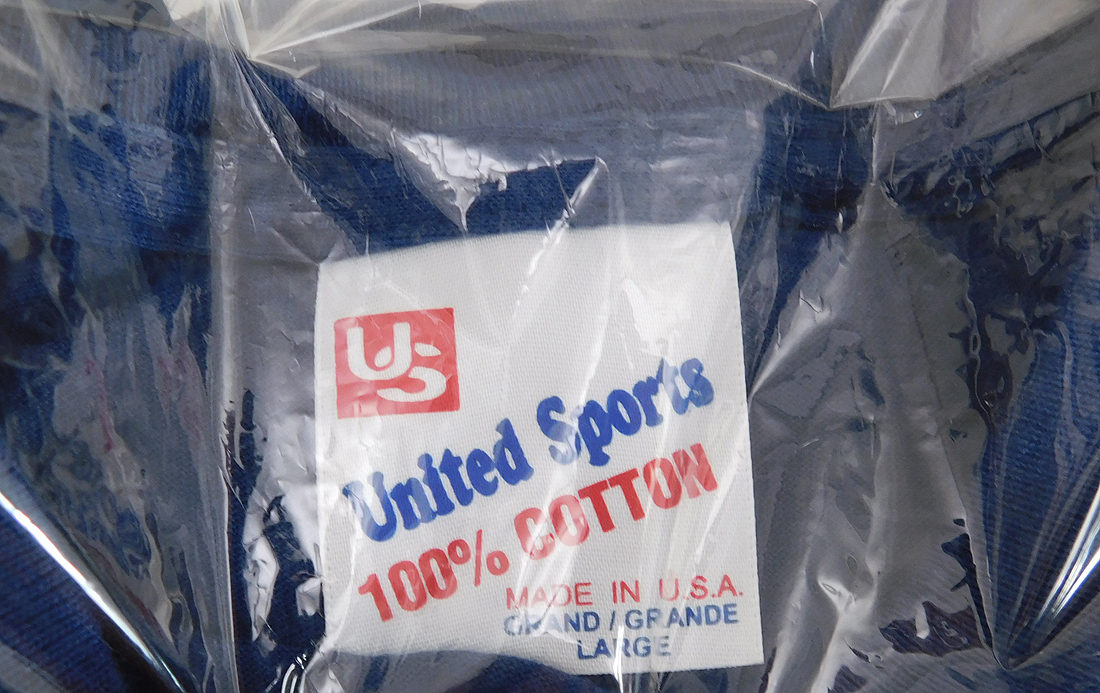 US
United Sports
100% COTTON
MADE IN U.S.A.
GRAND / GRANDE
LARGE